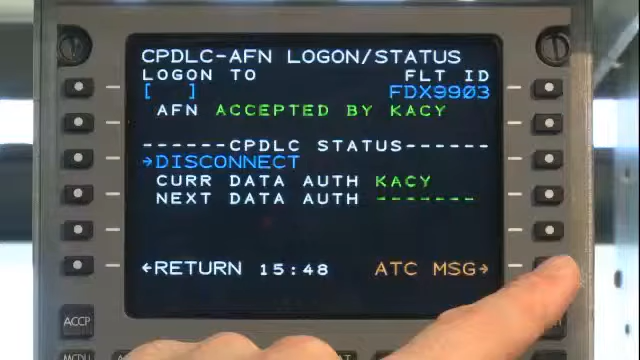 CPDLC-AFN LOGON/STATUS
LOGON TO FLT ID
[ ] FDX9903
AFN ACCEPTED BY KACY
------CPDLC STATUS------
→DISCONNECT
CURR DATA AUTH KACY
NEXT DATA AUTH -------
←RETURN 15:48 ATC MSG→
ACCP
MCDU